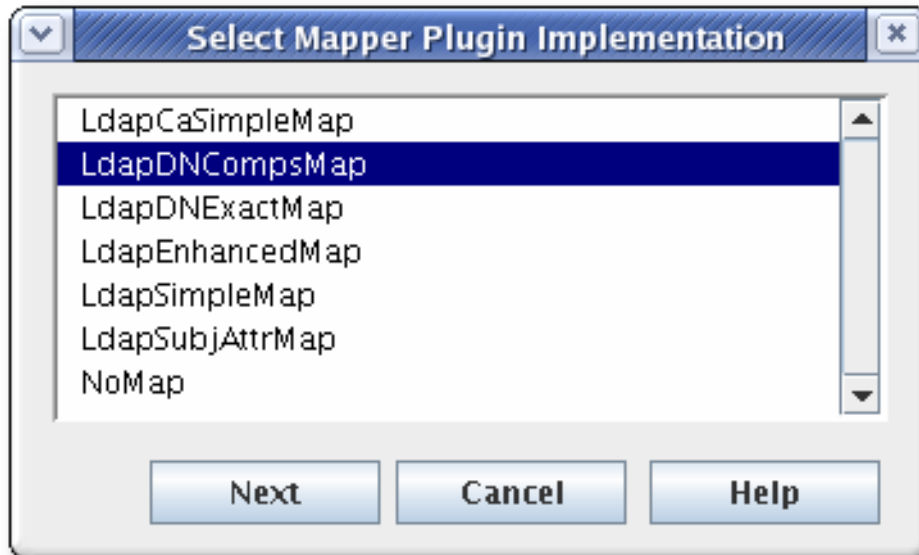 Select Mapper Plugin Implementation
LdapCaSimpleMap
LdapDNCompsMap
LdapDNExactMap
LdapEnhancedMap
LdapSimpleMap
LdapSubjAttrMap
NoMap
Next Cancel Help